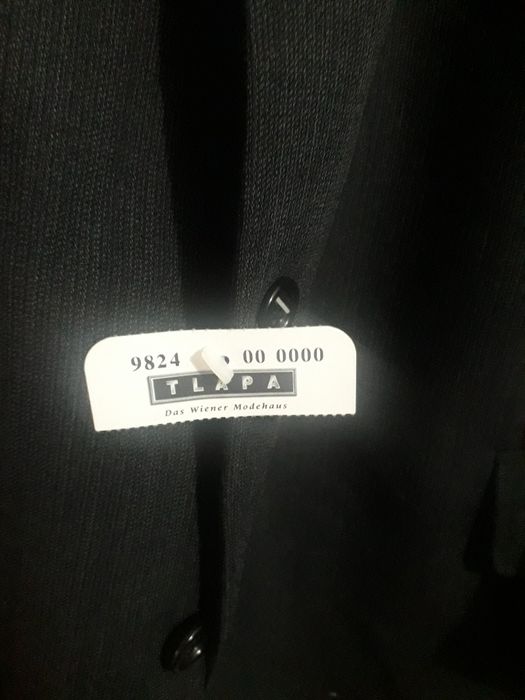 9824 00 0000
TLAPA
Das Wiener Modehaus